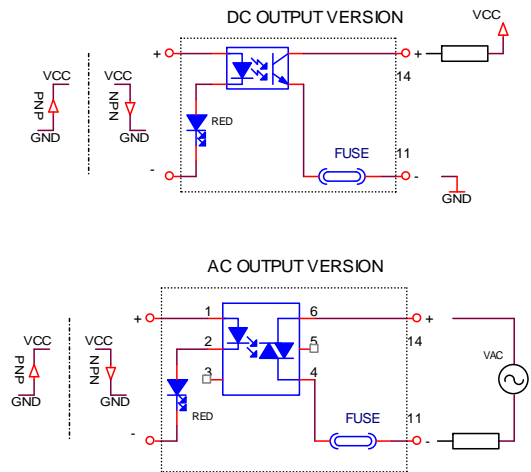 DC OUTPUT VERSION
VCC
+
+
14
VCC
VCC
PNP
NPN
GND
GND
RED
FUSE
11
-
-
GND
AC OUTPUT VERSION
+
1
6
+
14
2
5
VCC
VCC
PNP
NPN
3
4
VAC
GND
GND
RED
FUSE
11
-
-